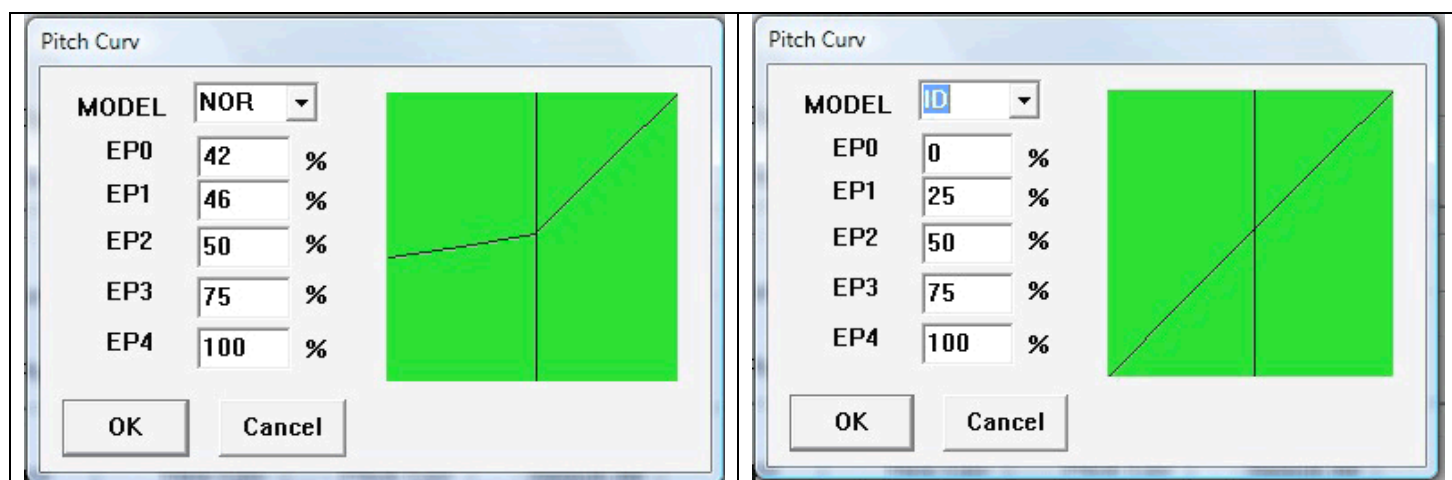 Pitch Curv
MODEL NOR
EP0 42 %
EP1 46 %
EP2 50 %
EP3 75 %
EP4 100 %
OK Cancel
Pitch Curv
MODEL ID
EP0 0 %
EP1 25 %
EP2 50 %
EP3 75 %
EP4 100 %
OK Cancel